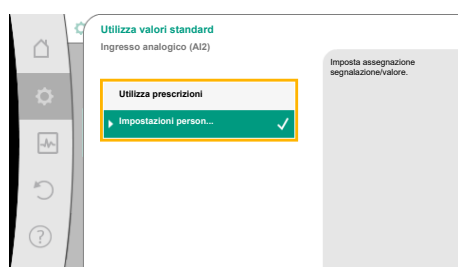 Utilizza valori standard
Ingresso analogico (AI2)
Imposta assegnazione
segnalazione/valore.
Utilizza prescrizioni
Impostazioni person...
?